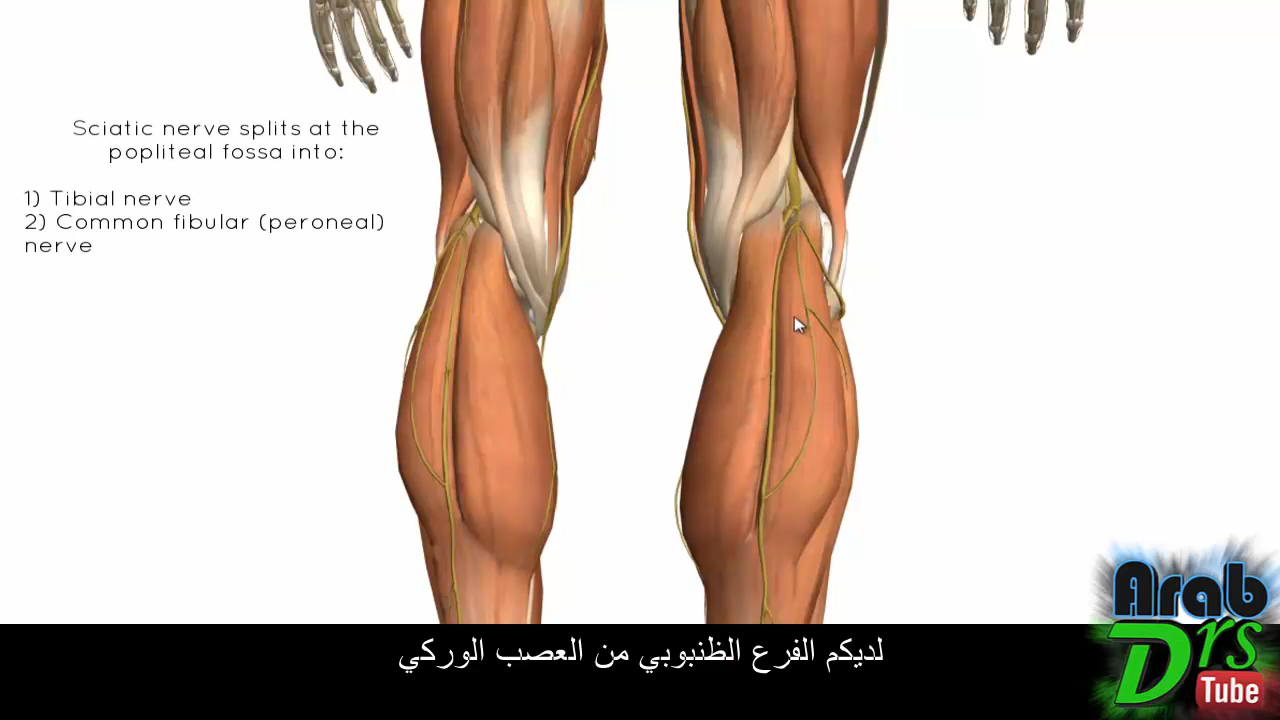 Sciatic nerve splits at the
popliteal fossa into:
1) Tibial nerve
2) Common fibular (peroneal)
nerve
لديكم الفرع الظنبوبي من العصب الوركي
Arab
Drs
Tube